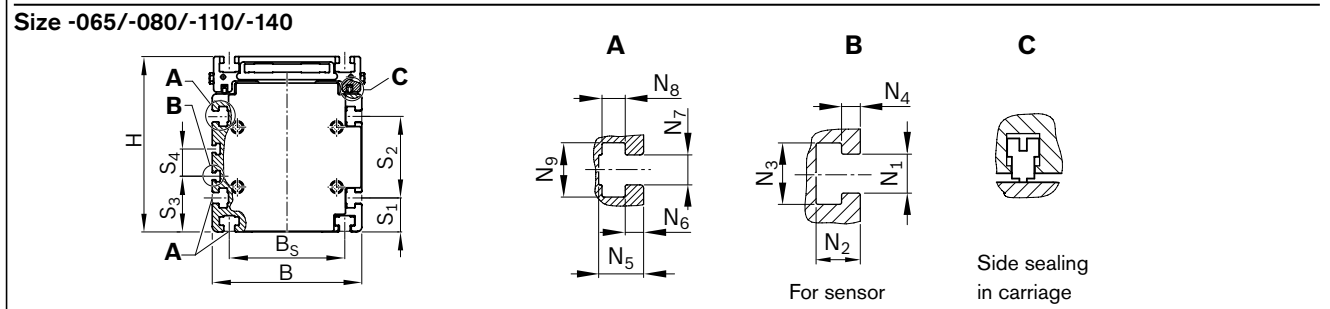 Size -065/-080/-110/-140
A
B
C
A
B
A
H
S4
S3
S2
S1
BS
B
C
N8
N7
N9
N6
N5
N4
N3
N1
N2
For sensor
Side sealing
in carriage